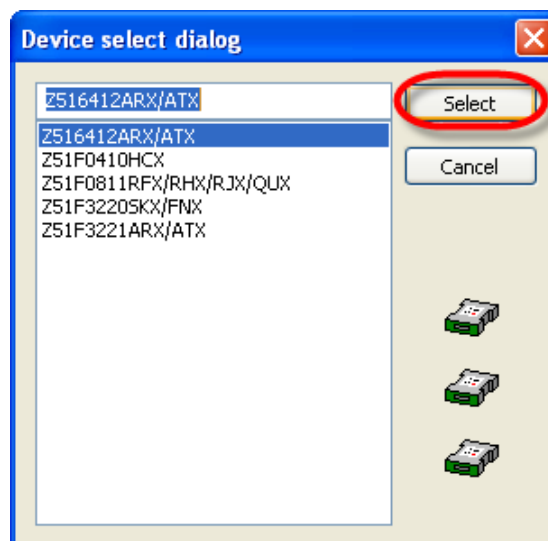 Device select dialog
Z516412ARX/ATX
Select
Z516412ARX/ATX
Z51F0410HCX
Z51F0811RFX/RHX/RJX/QUX
Z51F3220SKX/FNX
Z51F3221ARX/ATX
Cancel